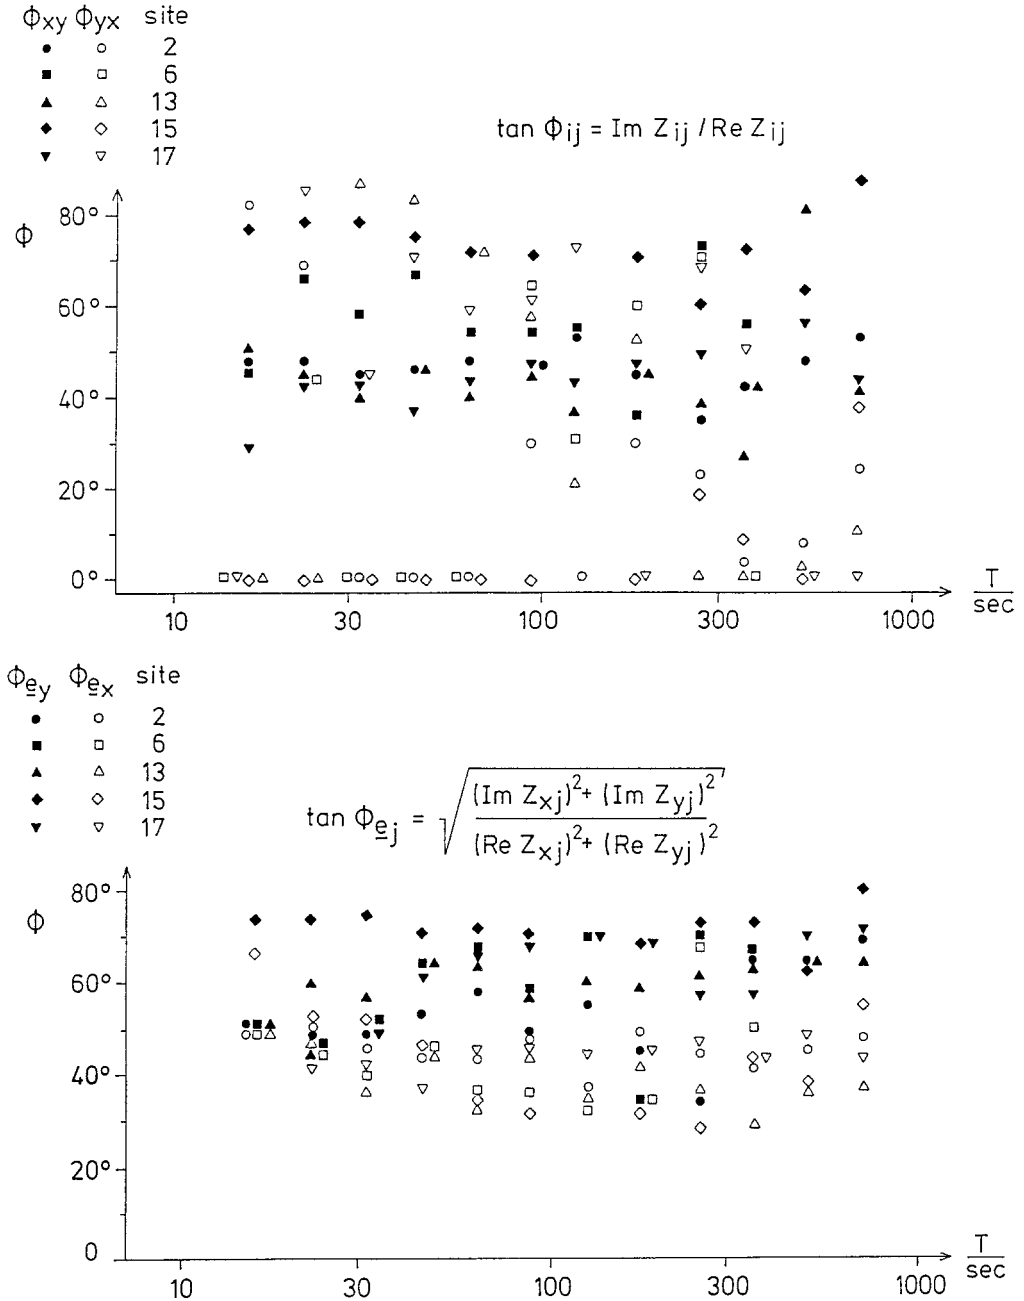 ϕxy ϕyx site
2
6
13
15
17
tan ϕij = Im Zij / Re Zij
ϕ
80°
60°
40°
20°
0°
10 30 100 300 1000
T
sec
ϕey ϕex site
2
6
13
15
17
tan ϕej = √((Im Zxj)² + (Im Zyj)² / (Re Zxj)² + (Re Zyj)²)
ϕ
80°
60°
40°
20°
0
10 30 100 300 1000
T
sec